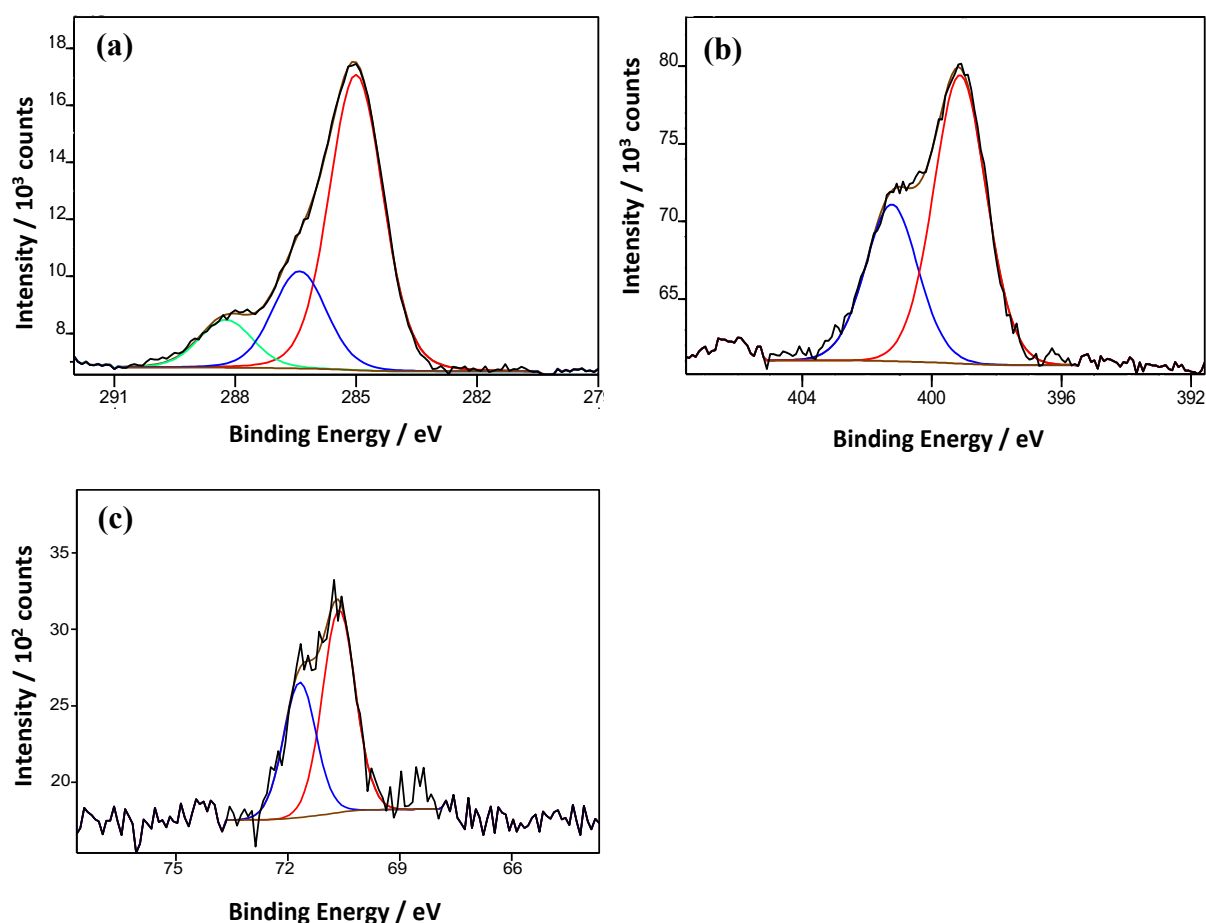 (a)
Intensity / 10³ counts
18
16
14
12
10
8
291 288 285 282 279
Binding Energy / eV
(b)
Intensity / 10³ counts
80
75
70
65
404 400 396 392
Binding Energy / eV
(c)
Intensity / 10² counts
35
30
25
20
75 72 69 66
Binding Energy / eV